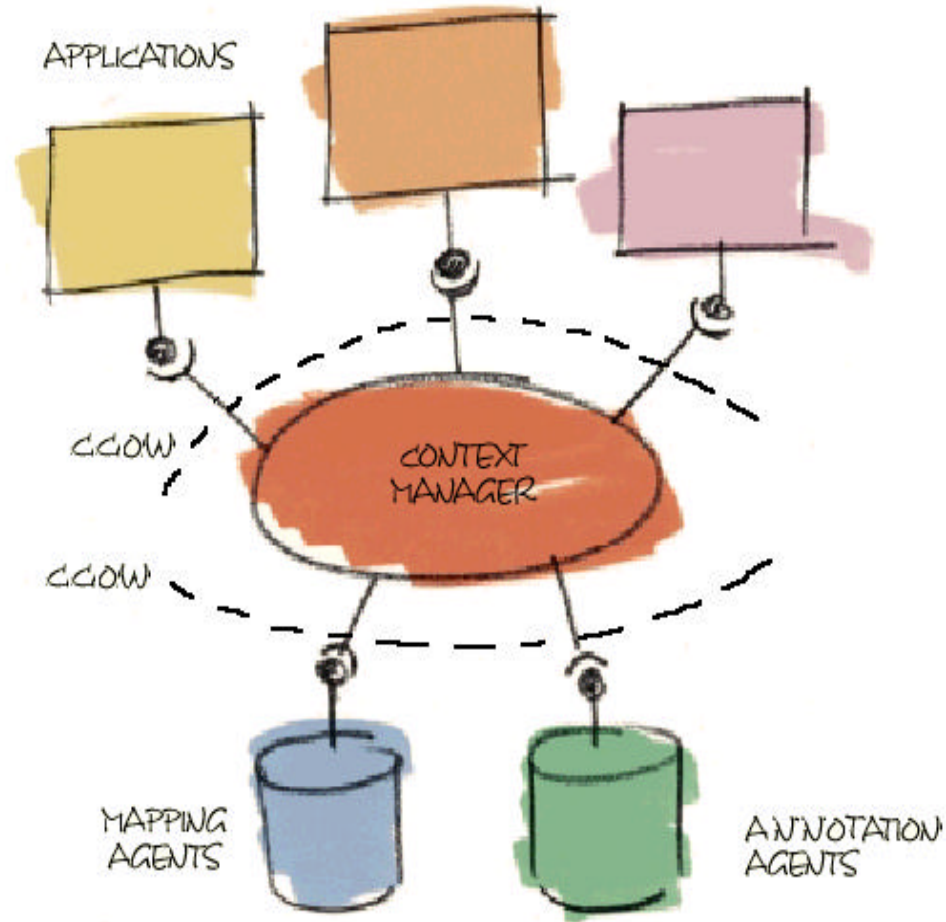 APPLICATIONS
CCOW
CONTEXT
MANAGER
CCOW
MAPPING
AGENTS
ANNOTATION
AGENTS